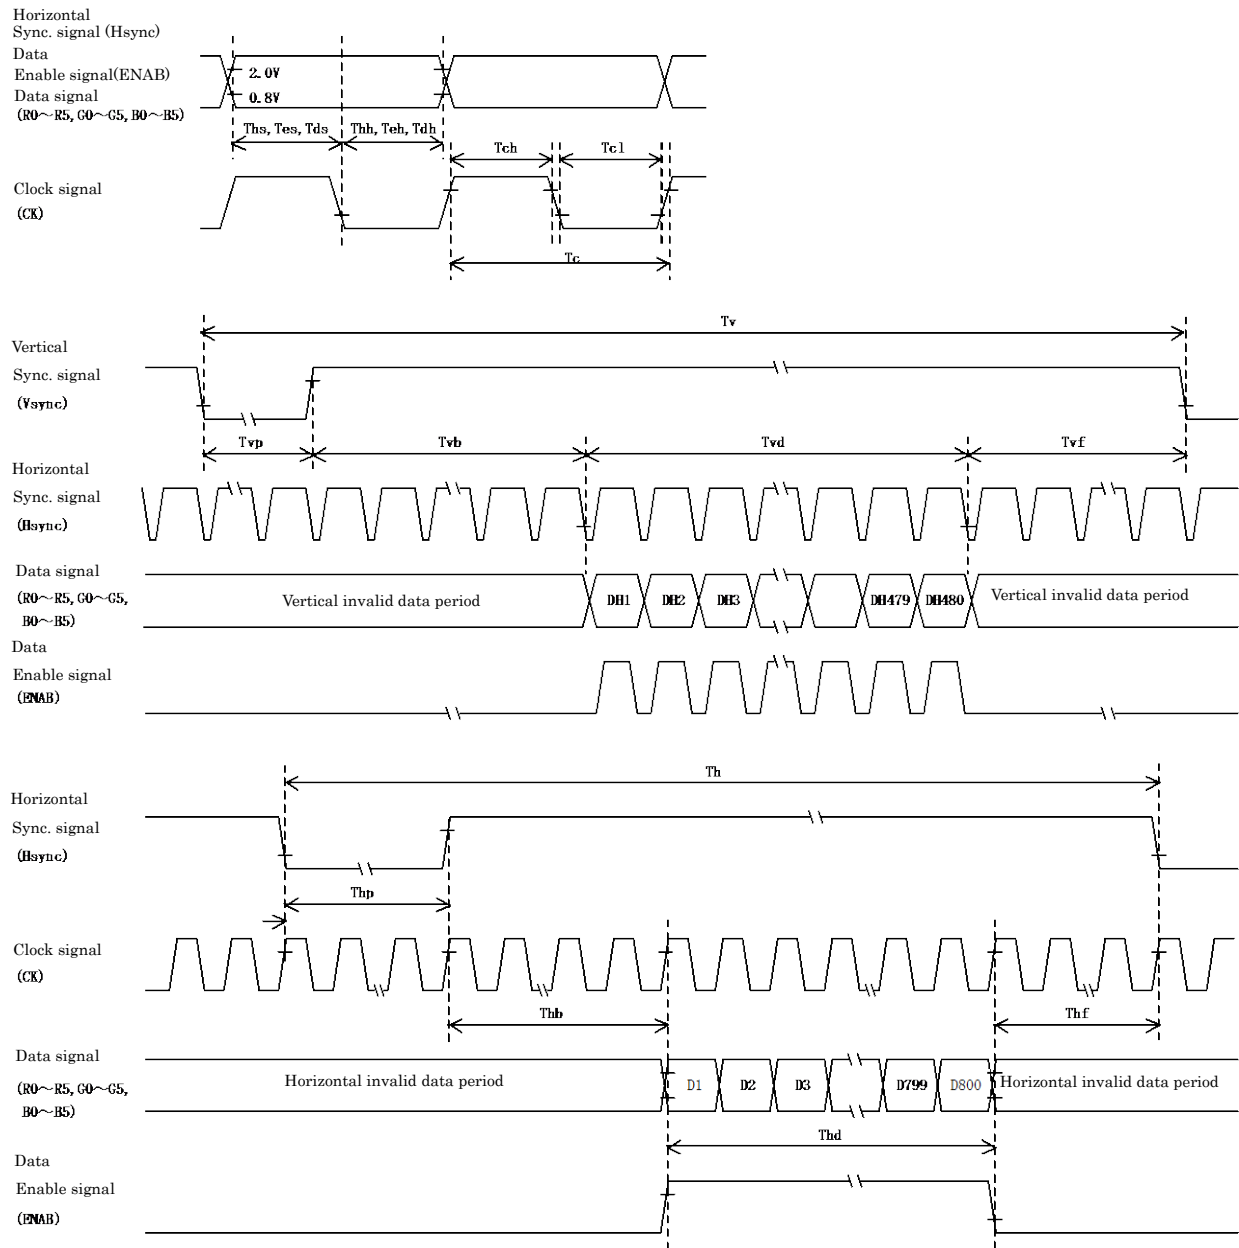 Horizontal
Sync. signal (Hsync)
Data
Enable signal(ENAB)
Data signal
(R0～R5, G0～G5, B0～B5)
2.0V
0.8V
Ths, Tes, Tds
Thh, Teh, Tdh
Tch
Tcl
Clock signal
(CK)
Tc
Tv
Vertical
Sync. signal
(Vsync)
Tvp
Tvb
Tvd
Tvf
Horizontal
Sync. signal
(Hsync)
Data signal
(R0～R5, G0～G5,
B0～B5)
Vertical invalid data period
DH1
DH2
DH3
DH479
DH480
Vertical invalid data period
Data
Enable signal
(ENAB)
Th
Horizontal
Sync. signal
(Hsync)
Thp
Clock signal
(CK)
Thb
Thf
Data signal
(R0～R5, G0～G5,
B0～B5)
Horizontal invalid data period
D1
D2
D3
D799
D800
Horizontal invalid data period
Thd
Data
Enable signal
(ENAB)